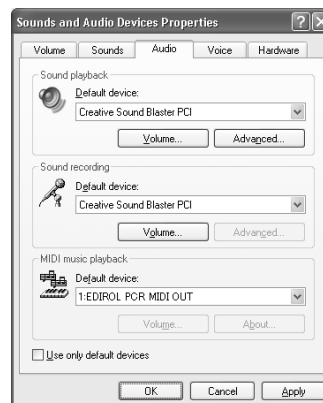 Sounds and Audio Devices Properties
Volume Sounds Audio Voice Hardware
Sound playback
Default device:
Creative Sound Blaster PCI
Volume... Advanced...
Sound recording
Default device:
Creative Sound Blaster PCI
Volume... Advanced...
MIDI music playback
Default device:
1:EDIROL PCR MIDI OUT
Volume... About...
Use only default devices
OK Cancel Apply